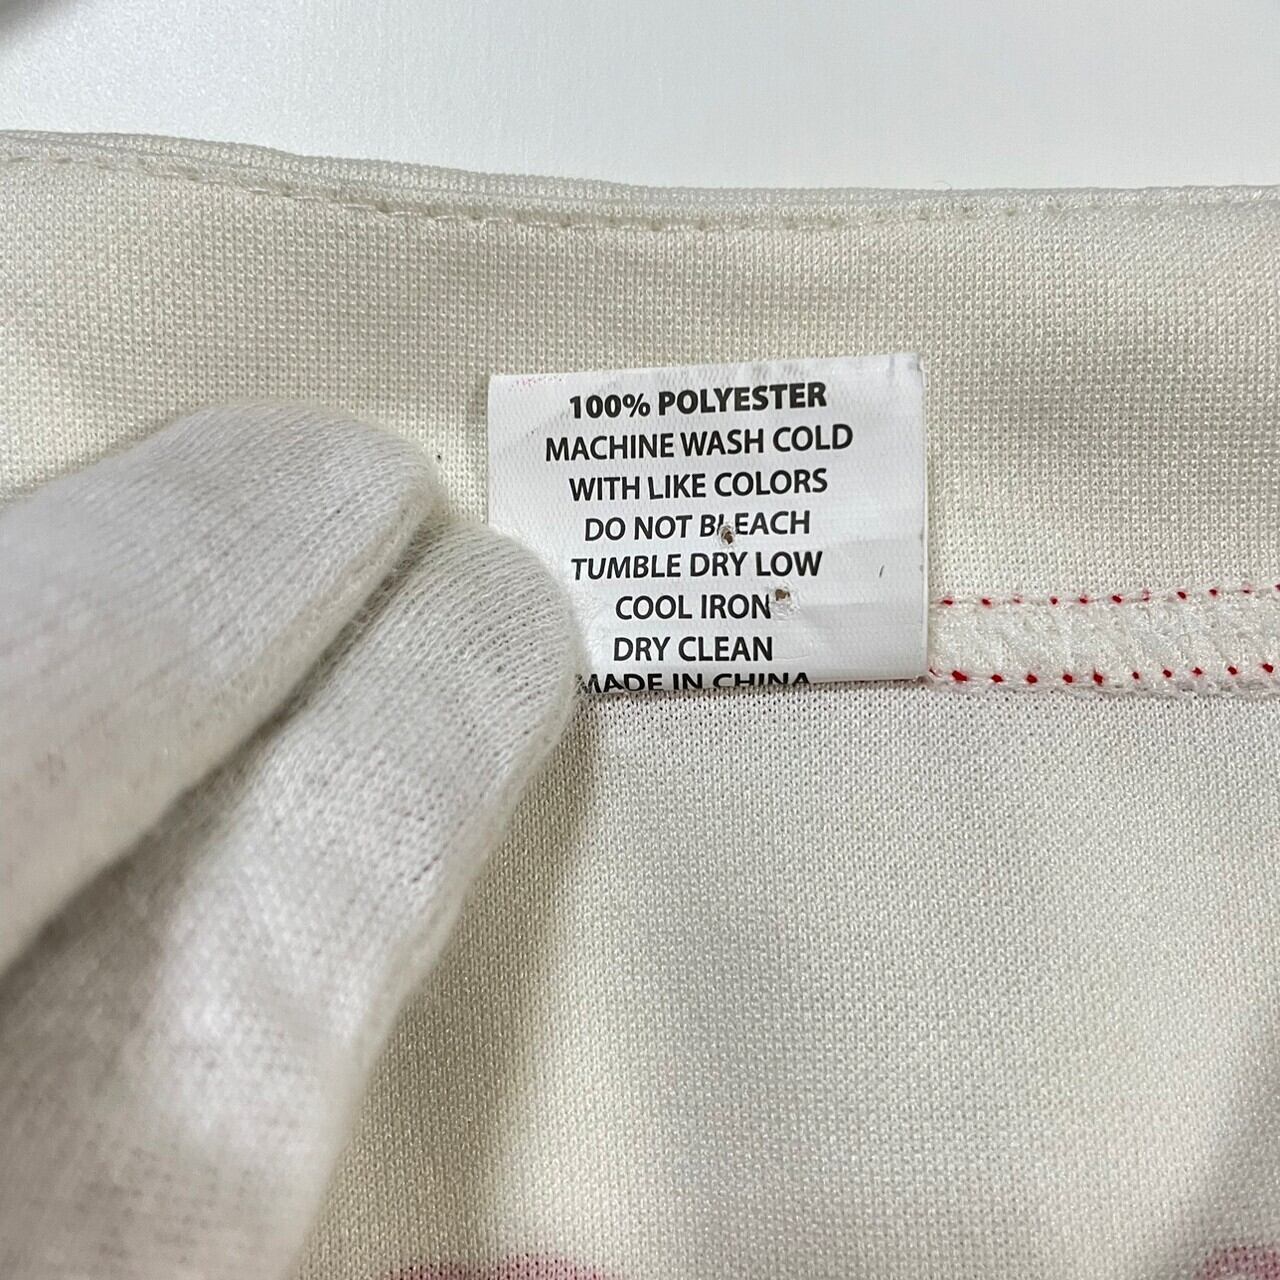 100% POLYESTER
MACHINE WASH COLD
WITH LIKE COLORS
DO NOT BLEACH
TUMBLE DRY LOW
COOL IRON
DRY CLEAN
MADE IN CHINA